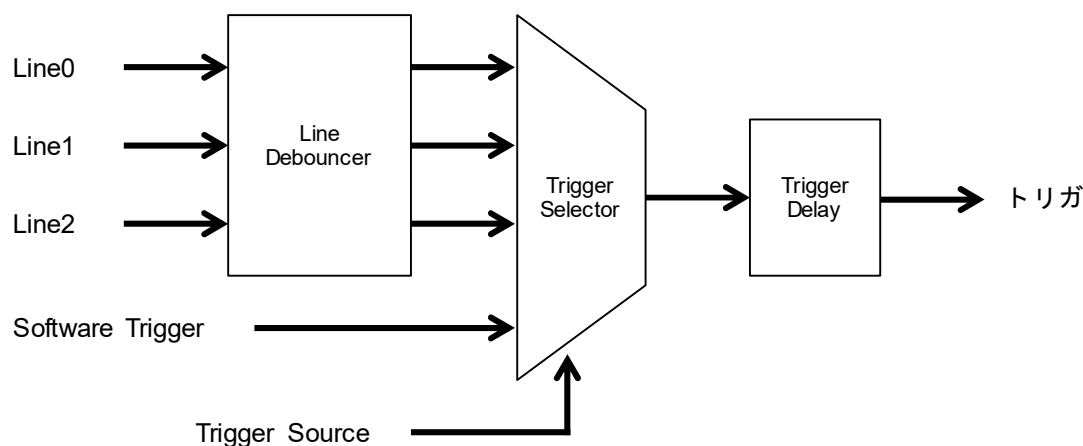 Line0
Line1
Line2
Line
Debouncer
Software Trigger
Trigger Source
Trigger
Selector
Trigger
Delay
トリガ